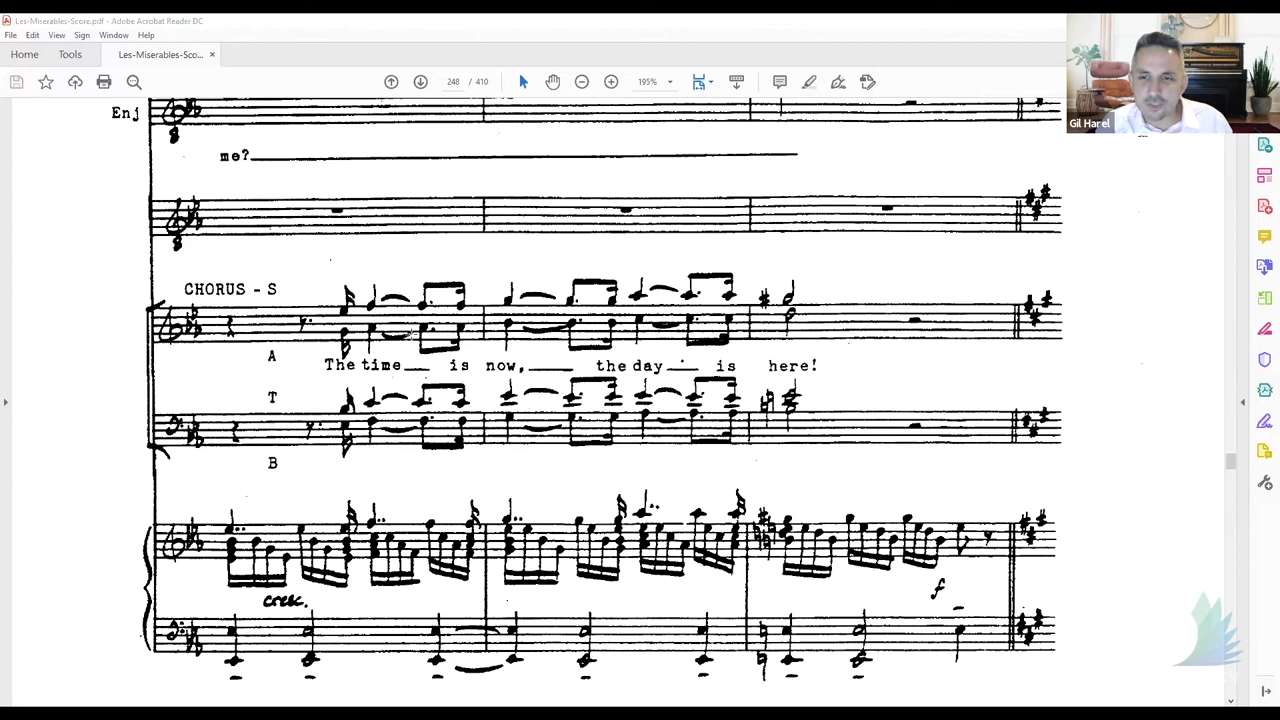 Les-Miserables-Score.pdf - Adobe Acrobat Reader DC
File Edit View Sign Window Help
Home Tools Les-Miserables-Sco... ×
248 / 410 195%
Gil Harel
Enj
me?
CHORUS - S
A
The time is now, the day is here!
T
B
cresc.
f